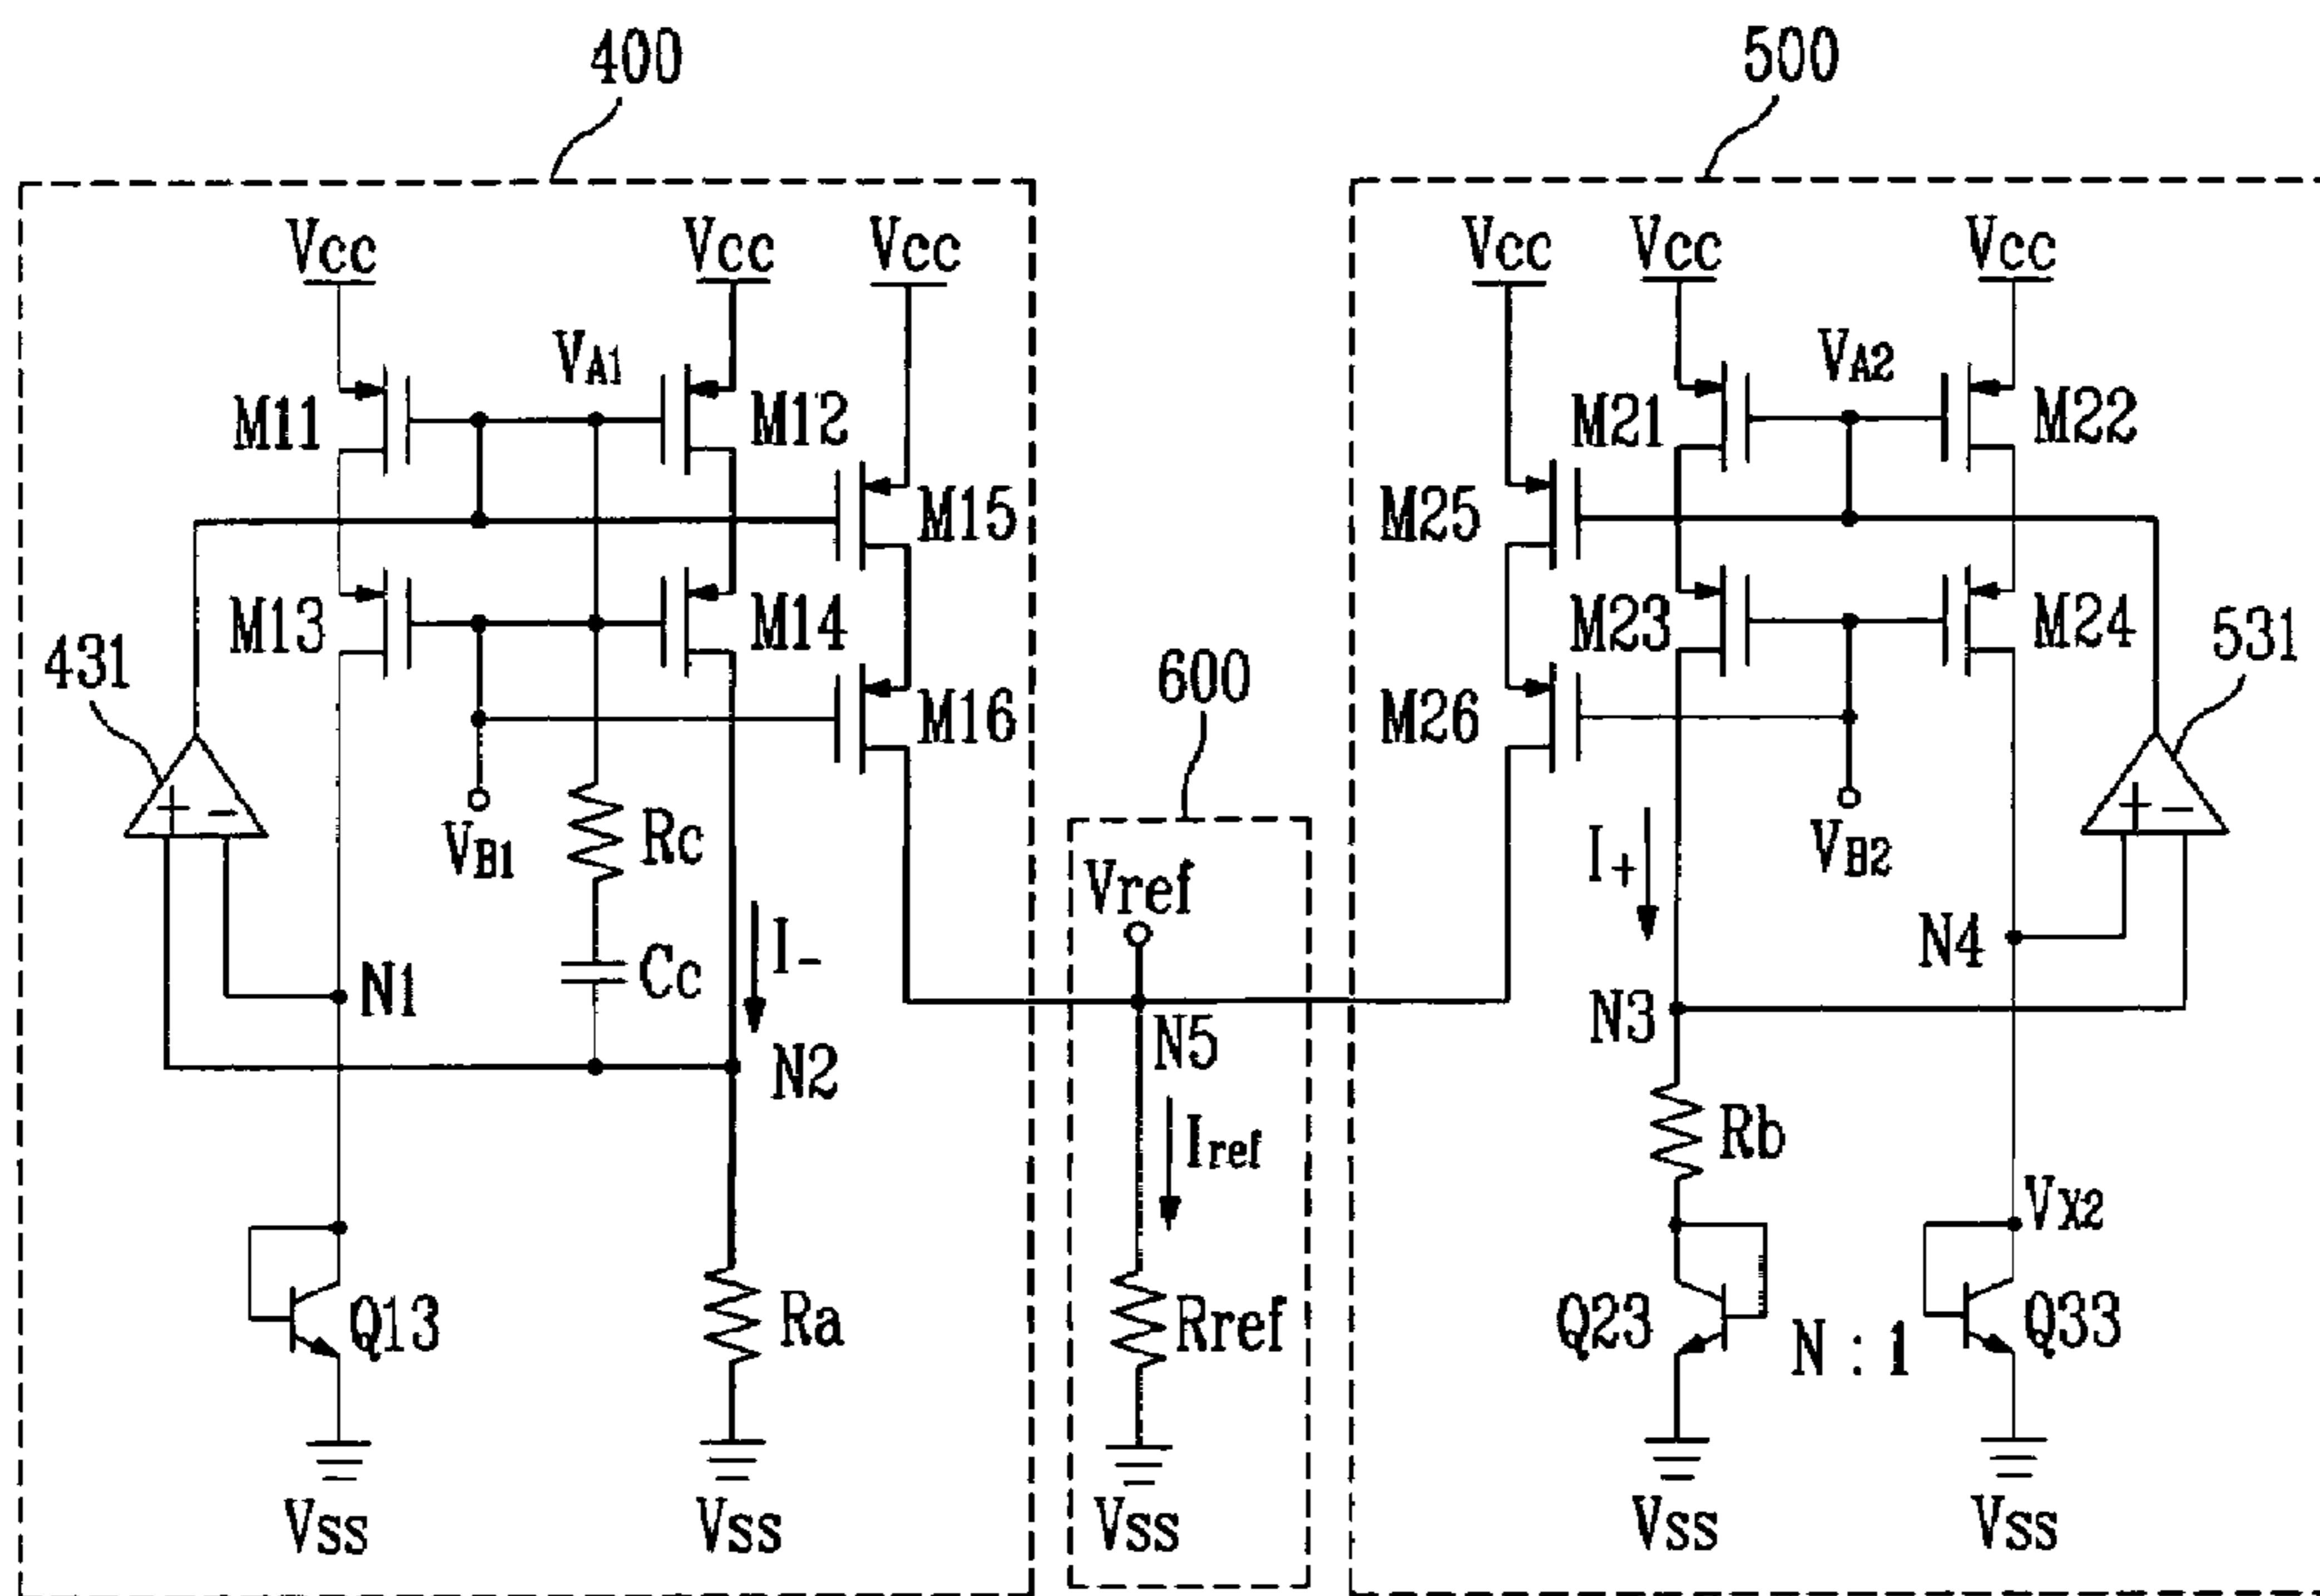 400
500
Vcc Vcc Vcc
Vcc Vcc Vcc
VA1
VA2
M11
M12
M21
M22
M15
M25
M13
M14
M23
M24
431
M16
600
M26
531
+ -
VB1
Rc
Vref
I+
VB2
+ -
N1
Cc
I-
N4
N2
N5
N3
Iref
Rb
VX2
Q13
Ra
Rref
Q23
N : 1
Q33
Vss
Vss
Vss
Vss
Vss